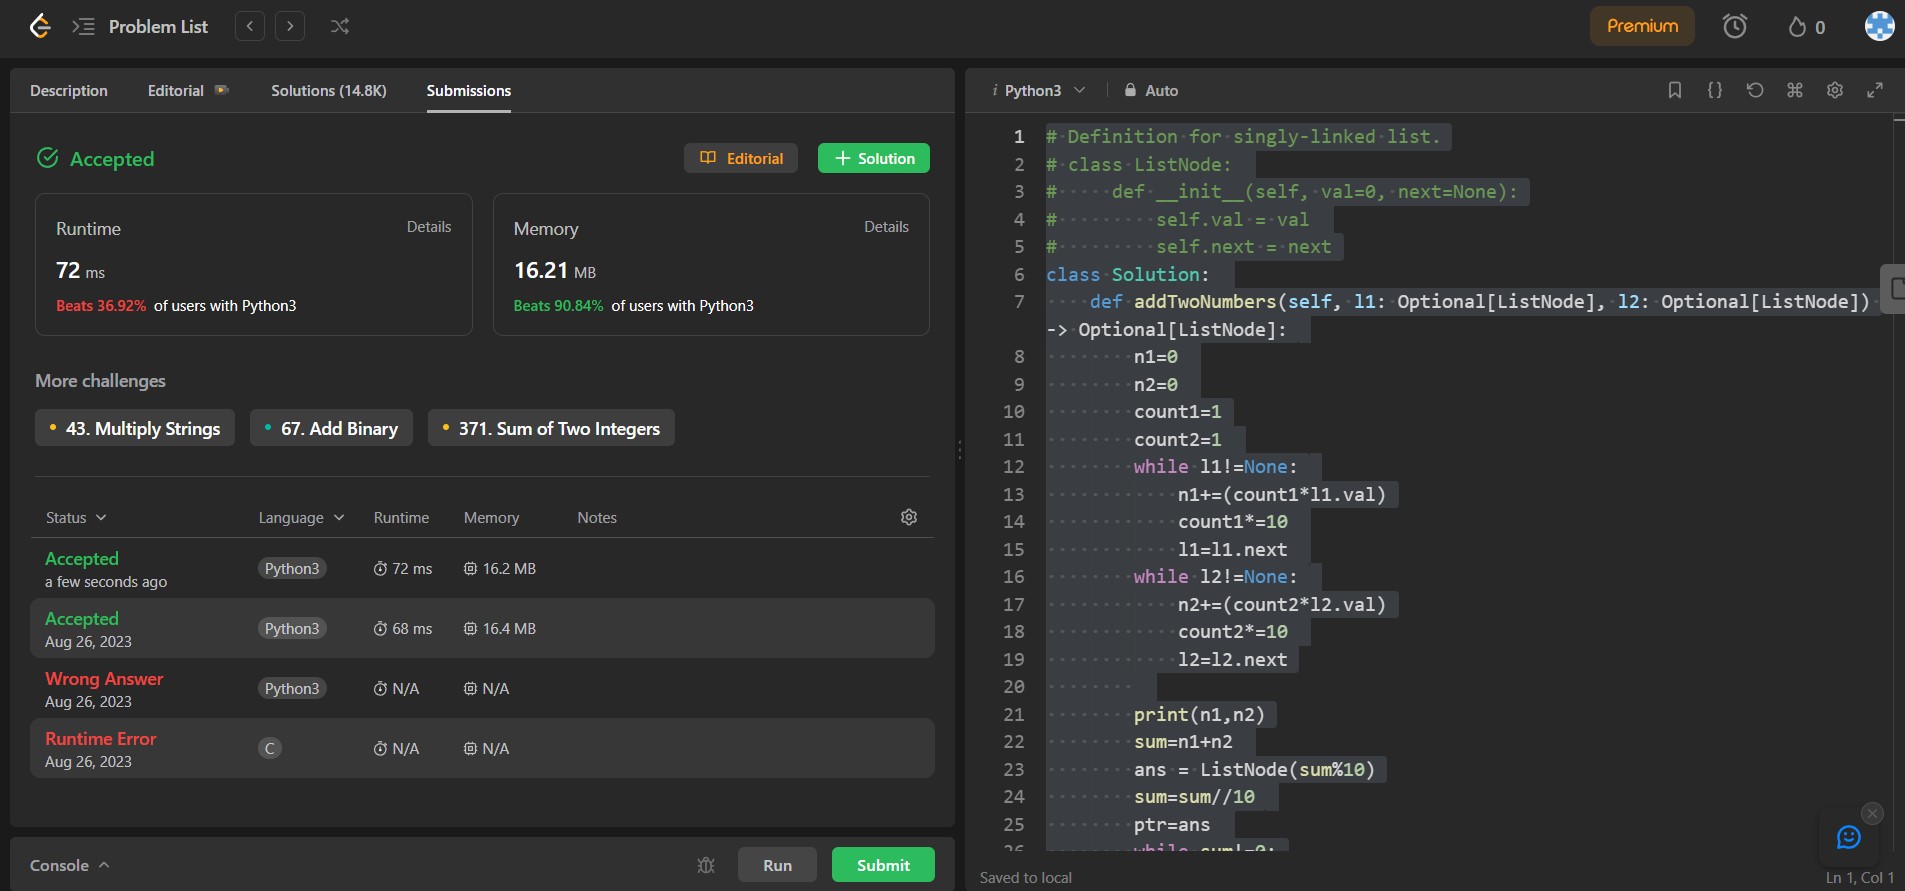 Problem List
Premium
0
Description
Editorial
Solutions (14.8K)
Submissions
Accepted
Editorial
+ Solution
Runtime
Details
72 ms
Beats 36.92% of users with Python3
Memory
Details
16.21 MB
Beats 90.84% of users with Python3
More challenges
43. Multiply Strings
67. Add Binary
371. Sum of Two Integers
Status
Language
Runtime
Memory
Notes
Accepted
a few seconds ago
Python3
72 ms
16.2 MB
Accepted
Aug 26, 2023
Python3
68 ms
16.4 MB
Wrong Answer
Aug 26, 2023
Python3
N/A
N/A
Runtime Error
Aug 26, 2023
C
N/A
N/A
Console
Run
Submit
i Python3
Auto
1 # Definition for singly-linked list.
2 # class ListNode:
3 #     def __init__(self, val=0, next=None):
4 #         self.val = val
5 #         self.next = next
6 class Solution:
7     def addTwoNumbers(self, l1: Optional[ListNode], l2: Optional[ListNode])
-> Optional[ListNode]:
8         n1=0
9         n2=0
10         count1=1
11         count2=1
12         while l1!=None:
13             n1+=(count1*l1.val)
14             count1*=10
15             l1=l1.next
16         while l2!=None:
17             n2+=(count2*l2.val)
18             count2*=10
19             l2=l2.next
20
21         print(n1,n2)
22         sum=n1+n2
23         ans = ListNode(sum%10)
24         sum=sum//10
25         ptr=ans
26         while sum!=0:
Saved to local
Ln 1, Col 1